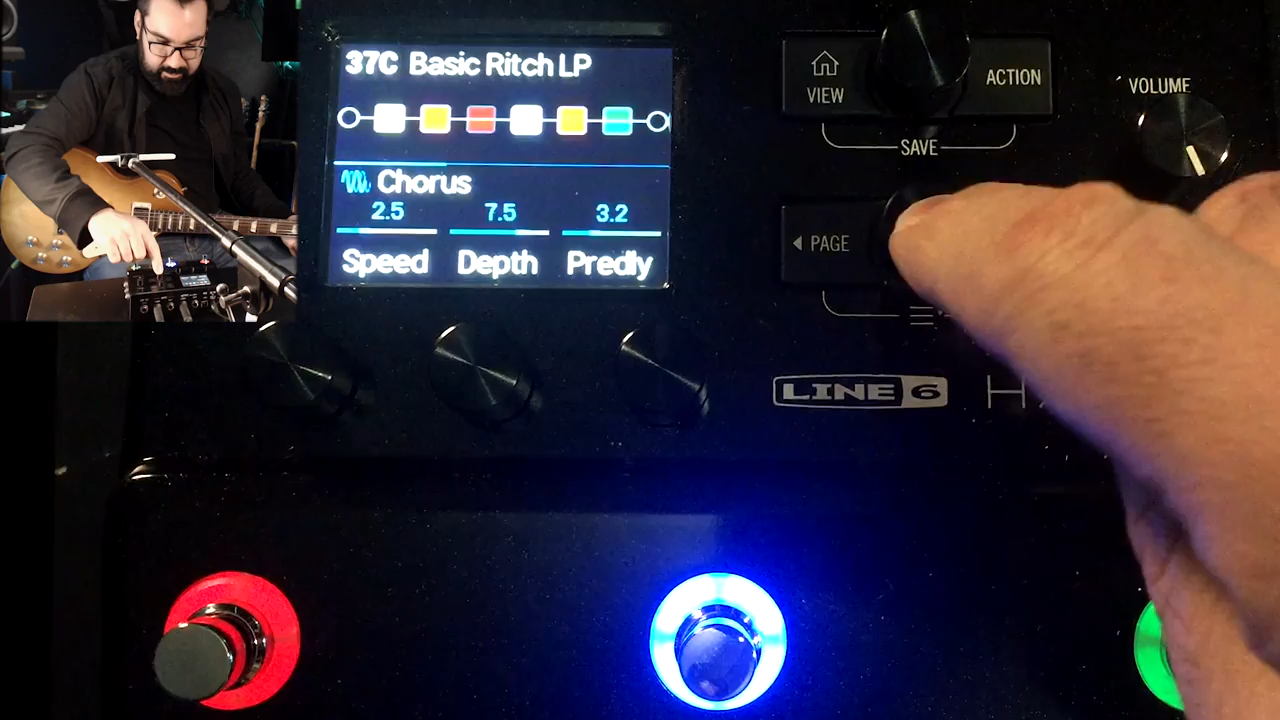 37C Basic Ritch LP
Chorus
2.5 7.5 3.2
Speed Depth Predly
VIEW
ACTION
SAVE
VOLUME
PAGE
LINE 6